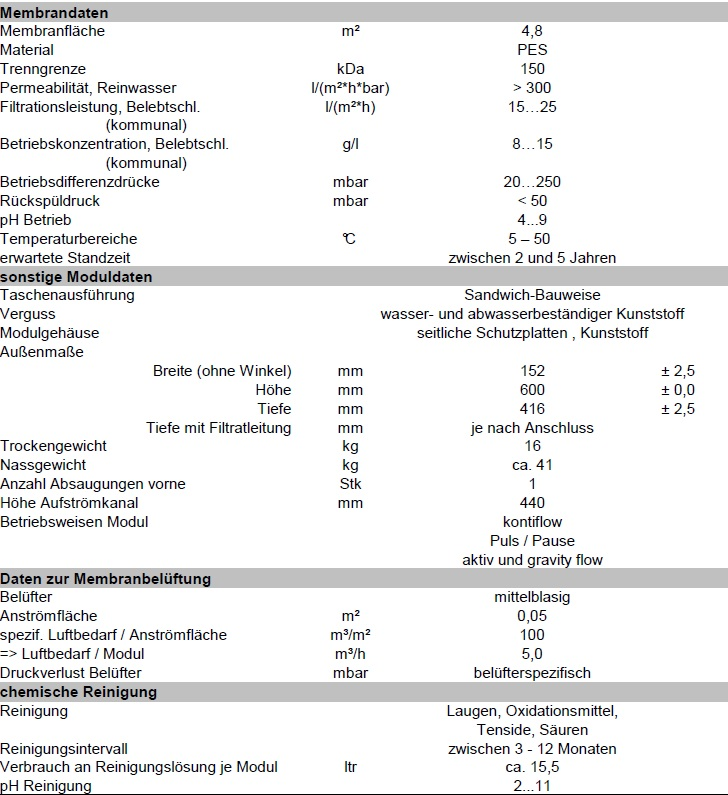 Membrandaten
Membranfläche m² 4,8
Material PES
Trenngrenze kDa 150
Permeabilität, Reinwasser l/(m²*h*bar) > 300
Filtrationsleistung, Belebtschl. l/(m²*h) 15…25
(kommunal)
Betriebskonzentration, Belebtschl. g/l 8…15
(kommunal)
Betriebsdifferenzdrücke mbar 20…250
Rückspüldruck mbar < 50
pH Betrieb 4...9
Temperaturbereiche °C 5 – 50
erwartete Standzeit zwischen 2 und 5 Jahren
sonstige Moduldaten
Taschenausführung Sandwich-Bauweise
Verguss wasser- und abwasserbeständiger Kunststoff
Modulgehäuse seitliche Schutzplatten , Kunststoff
Außenmaße
Breite (ohne Winkel) mm 152 ± 2,5
Höhe mm 600 ± 0,0
Tiefe mm 416 ± 2,5
Tiefe mit Filtratleitung mm je nach Anschluss
Trockengewicht kg 16
Nassgewicht kg ca. 41
Anzahl Absaugungen vorne Stk 1
Höhe Aufströmkanal mm 440
Betriebsweisen Modul kontiflow
Puls / Pause
aktiv und gravity flow
Daten zur Membranbelüftung
Belüfter mittelblasig
Anströmfläche m² 0,05
spezif. Luftbedarf / Anströmfläche m³/m² 100
=> Luftbedarf / Modul m³/h 5,0
Druckverlust Belüfter mbar belüfterspezifisch
chemische Reinigung
Reinigung Laugen, Oxidationsmittel,
Tenside, Säuren
Reinigungsintervall zwischen 3 - 12 Monaten
Verbrauch an Reinigungslösung je Modul ltr ca. 15,5
pH Reinigung 2...11